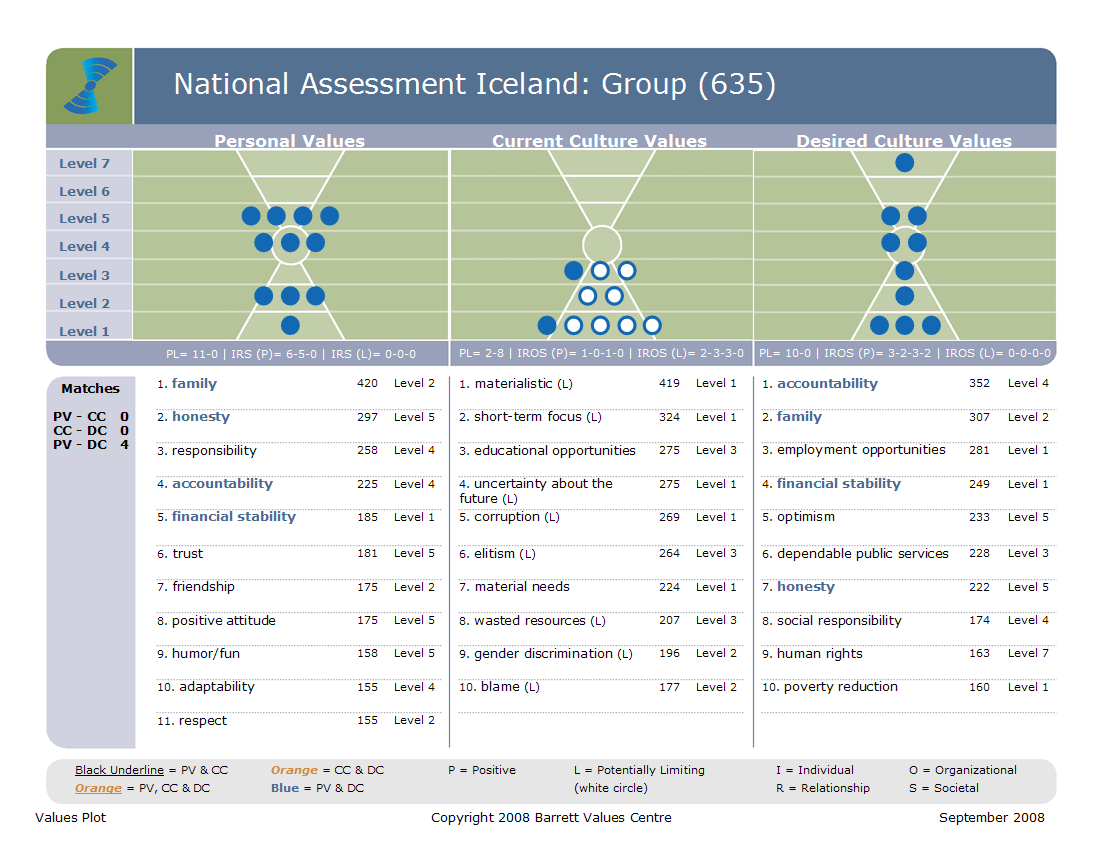 National Assessment Iceland: Group (635)
Personal Values
Current Culture Values
Desired Culture Values
Level 7
Level 6
Level 5
Level 4
Level 3
Level 2
Level 1
PL= 11-0 | IRS (P)= 6-5-0 | IRS (L)= 0-0-0
PL= 2-8 | IROS (P)= 1-0-1-0 | IROS (L)= 2-3-3-0
PL= 10-0 | IROS (P)= 3-2-3-2 | IROS (L)= 0-0-0-0
Matches
PV - CC 0
CC - DC 0
PV - DC 4
1. family 420 Level 2
2. honesty 297 Level 5
3. responsibility 258 Level 4
4. accountability 225 Level 4
5. financial stability 185 Level 1
6. trust 181 Level 5
7. friendship 175 Level 2
8. positive attitude 175 Level 5
9. humor/fun 158 Level 5
10. adaptability 155 Level 4
11. respect 155 Level 2
1. materialistic (L) 419 Level 1
2. short-term focus (L) 324 Level 1
3. educational opportunities 275 Level 3
4. uncertainty about the 275 Level 1
future (L)
5. corruption (L) 269 Level 1
6. elitism (L) 264 Level 3
7. material needs 224 Level 1
8. wasted resources (L) 207 Level 3
9. gender discrimination (L) 196 Level 2
10. blame (L) 177 Level 2
1. accountability 352 Level 4
2. family 307 Level 2
3. employment opportunities 281 Level 1
4. financial stability 249 Level 1
5. optimism 233 Level 5
6. dependable public services 228 Level 3
7. honesty 222 Level 5
8. social responsibility 174 Level 4
9. human rights 163 Level 7
10. poverty reduction 160 Level 1
Black Underline = PV & CC
Orange = CC & DC
P = Positive
L = Potentially Limiting
I = Individual
O = Organizational
Orange = PV, CC & DC
Blue = PV & DC
(white circle)
R = Relationship
S = Societal
Values Plot
Copyright 2008 Barrett Values Centre
September 2008